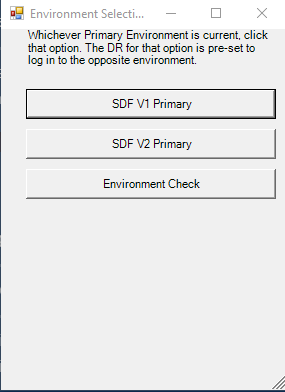 Environment Selecti...
Whichever Primary Environment is current, click
that option. The DR for that option is pre-set to
log in to the opposite environment.
SDF V1 Primary
SDF V2 Primary
Environment Check